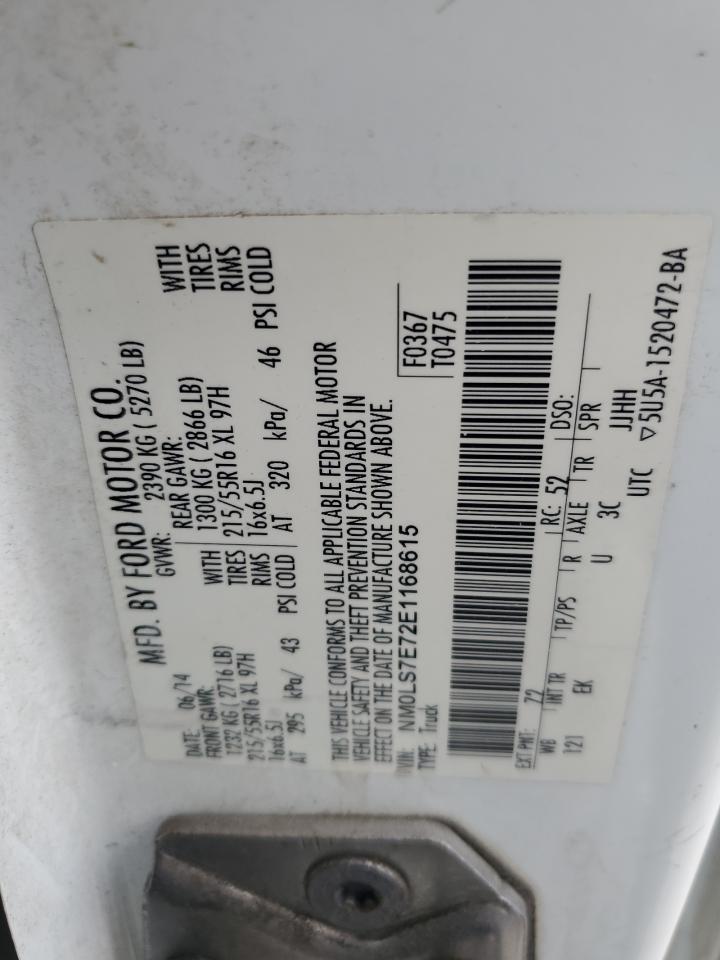 MFD. BY FORD MOTOR CO.
DATE: 06/14 GVWR: 2390 KG ( 5270 LB)
FRONT GAWR: REAR GAWR:
1232 KG ( 2716 LB) WITH 1300 KG ( 2866 LB) WITH
215/55R16 XL 97H TIRES 215/55R16 XL 97H TIRES
16x6.5J RIMS 16x6.5J RIMS
AT 295 kPa/ 43 PSI COLD AT 320 kPa/ 46 PSI COLD
THIS VEHICLE CONFORMS TO ALL APPLICABLE FEDERAL MOTOR
VEHICLE SAFETY AND THEFT PREVENTION STANDARDS IN
EFFECT ON THE DATE OF MANUFACTURE SHOWN ABOVE.
VIN: NM0LS7E72E1168615 F0367
TYPE: Truck T0475
EXT PNT: 72 RC: 52 DSO:
WB INT TR TP/PS R AXLE TR SPR
121 EK U 3C JJHH
UTC ▽5U5A-1520472-BA